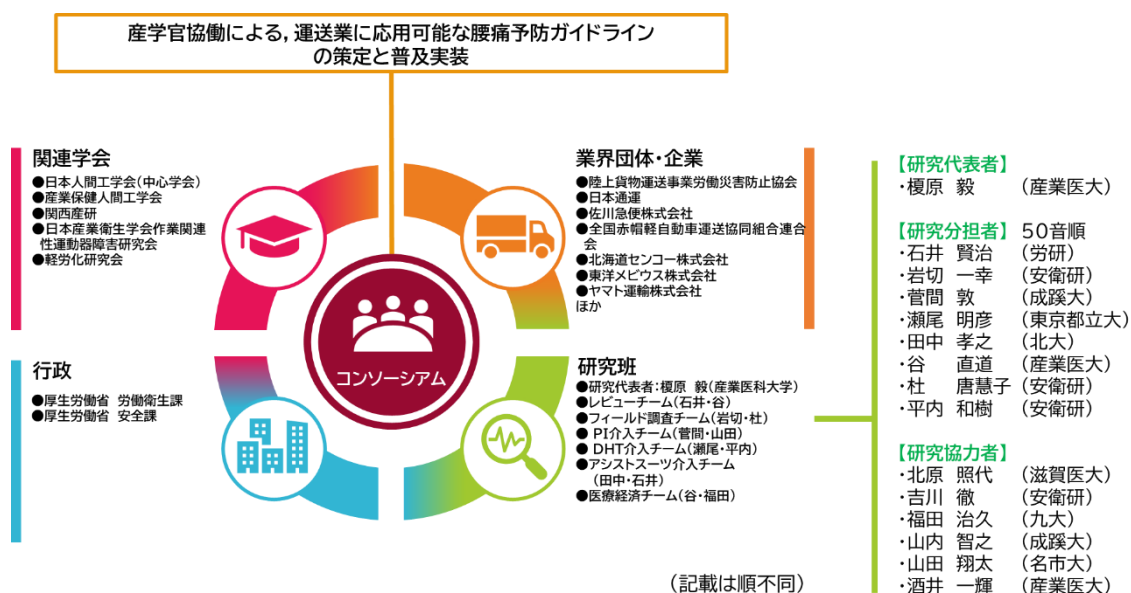 産学官協働による，運送業に応用可能な腰痛予防ガイドライン
の策定と普及実装
関連学会
●日本人間工学会（中心学会）
●産業保健人間工学会
●関西産研
●日本産業衛生学会作業関連
性運動器障害研究会
●軽労化研究会
業界団体・企業
●陸上貨物運送事業労働災害防止協会
●日本通運
●佐川急便株式会社
●全国赤帽軽自動車運送協同組合連合
会
●北海道センコー株式会社
●東洋メビウス株式会社
●ヤマト運輸株式会社
ほか
コンソーシアム
行政
●厚生労働省 労働衛生課
●厚生労働省 安全課
研究班
●研究代表者：榎原 毅（産業医科大学）
●レビューチーム（石井・谷）
●フィールド調査チーム（岩切・杜）
● PI介入チーム（菅間・山田）
● DHT介入チーム（瀬尾・平内）
●アシストスーツ介入チーム
（田中・石井）
●医療経済チーム（谷・福田）
（記載は順不同）
【研究代表者】
・榎原 毅 （産業医大）
【研究分担者】 50音順
・石井 賢治 （労研）
・岩切 一幸 （安衛研）
・菅間 敦 （成蹊大）
・瀬尾 明彦 （東京都立大）
・田中 孝之 （北大）
・谷 直道 （産業医大）
・杜 唐慧子 （安衛研）
・平内 和樹 （安衛研）
【研究協力者】
・北原 照代 （滋賀医大）
・吉川 徹 （安衛研）
・福田 治久 （九大）
・山内 智之 （成蹊大）
・山田 翔太 （名市大）
・酒井 一輝 （産業医大）